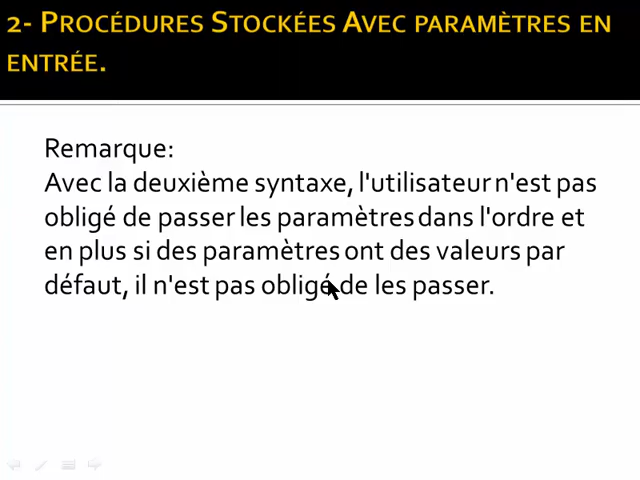 2- Procédures Stockées Avec paramètres en
entrée.
Remarque:
Avec la deuxième syntaxe, l'utilisateur n'est pas
obligé de passer les paramètres dans l'ordre et
en plus si des paramètres ont des valeurs par
défaut, il n'est pas obligé de les passer.